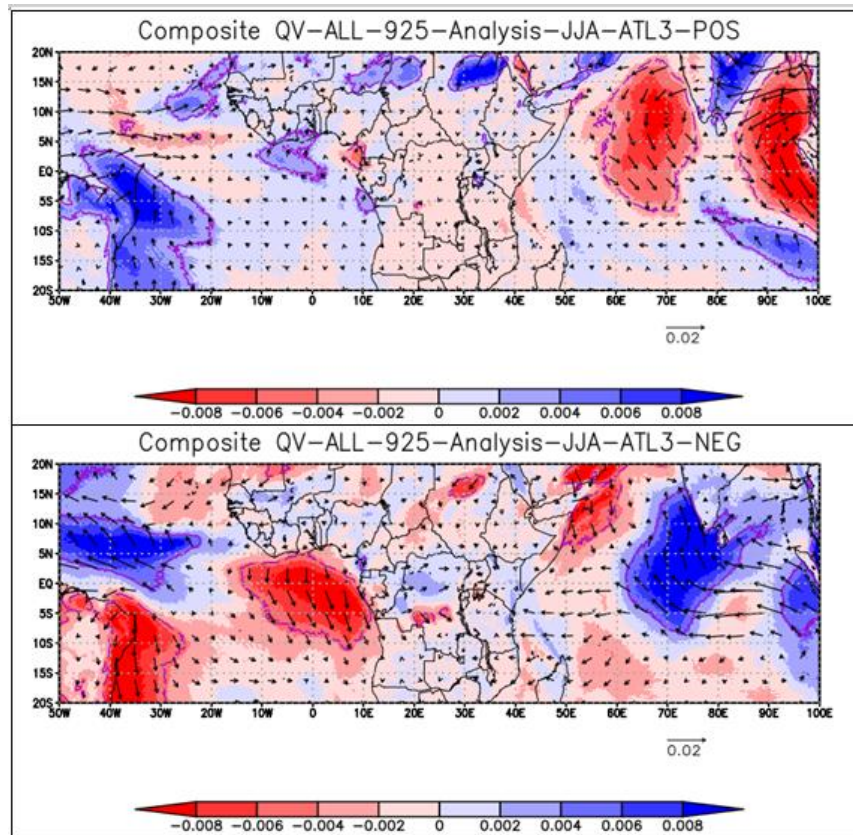 Composite QV-ALL-925-Analysis-JJA-ATL3-POS
20N
15N
10N
5N
EQ
5S
10S
15S
20S
50W 40W 30W 20W 10W 0 10E 20E 30E 40E 50E 60E 70E 80E 90E 100E
0.02
-0.008 -0.006 -0.004 -0.002 0 0.002 0.004 0.006 0.008
Composite QV-ALL-925-Analysis-JJA-ATL3-NEG
20N
15N
10N
5N
EQ
5S
10S
15S
20S
50W 40W 30W 20W 10W 0 10E 20E 30E 40E 50E 60E 70E 80E 90E 100E
0.02
-0.008 -0.006 -0.004 -0.002 0 0.002 0.004 0.006 0.008